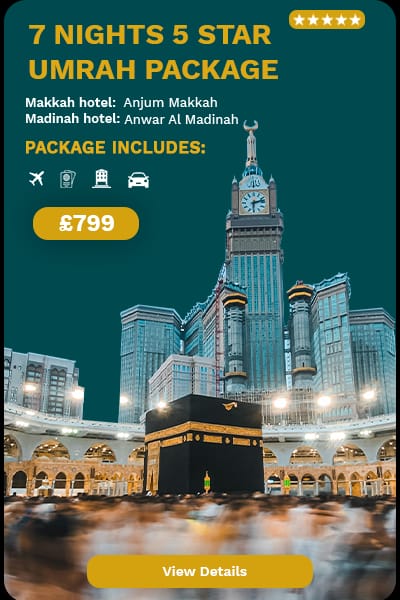 7 NIGHTS 5 STAR
UMRAH PACKAGE
Makkah hotel: Anjum Makkah
Madinah hotel: Anwar Al Madinah
PACKAGE INCLUDES:
£799
View Details